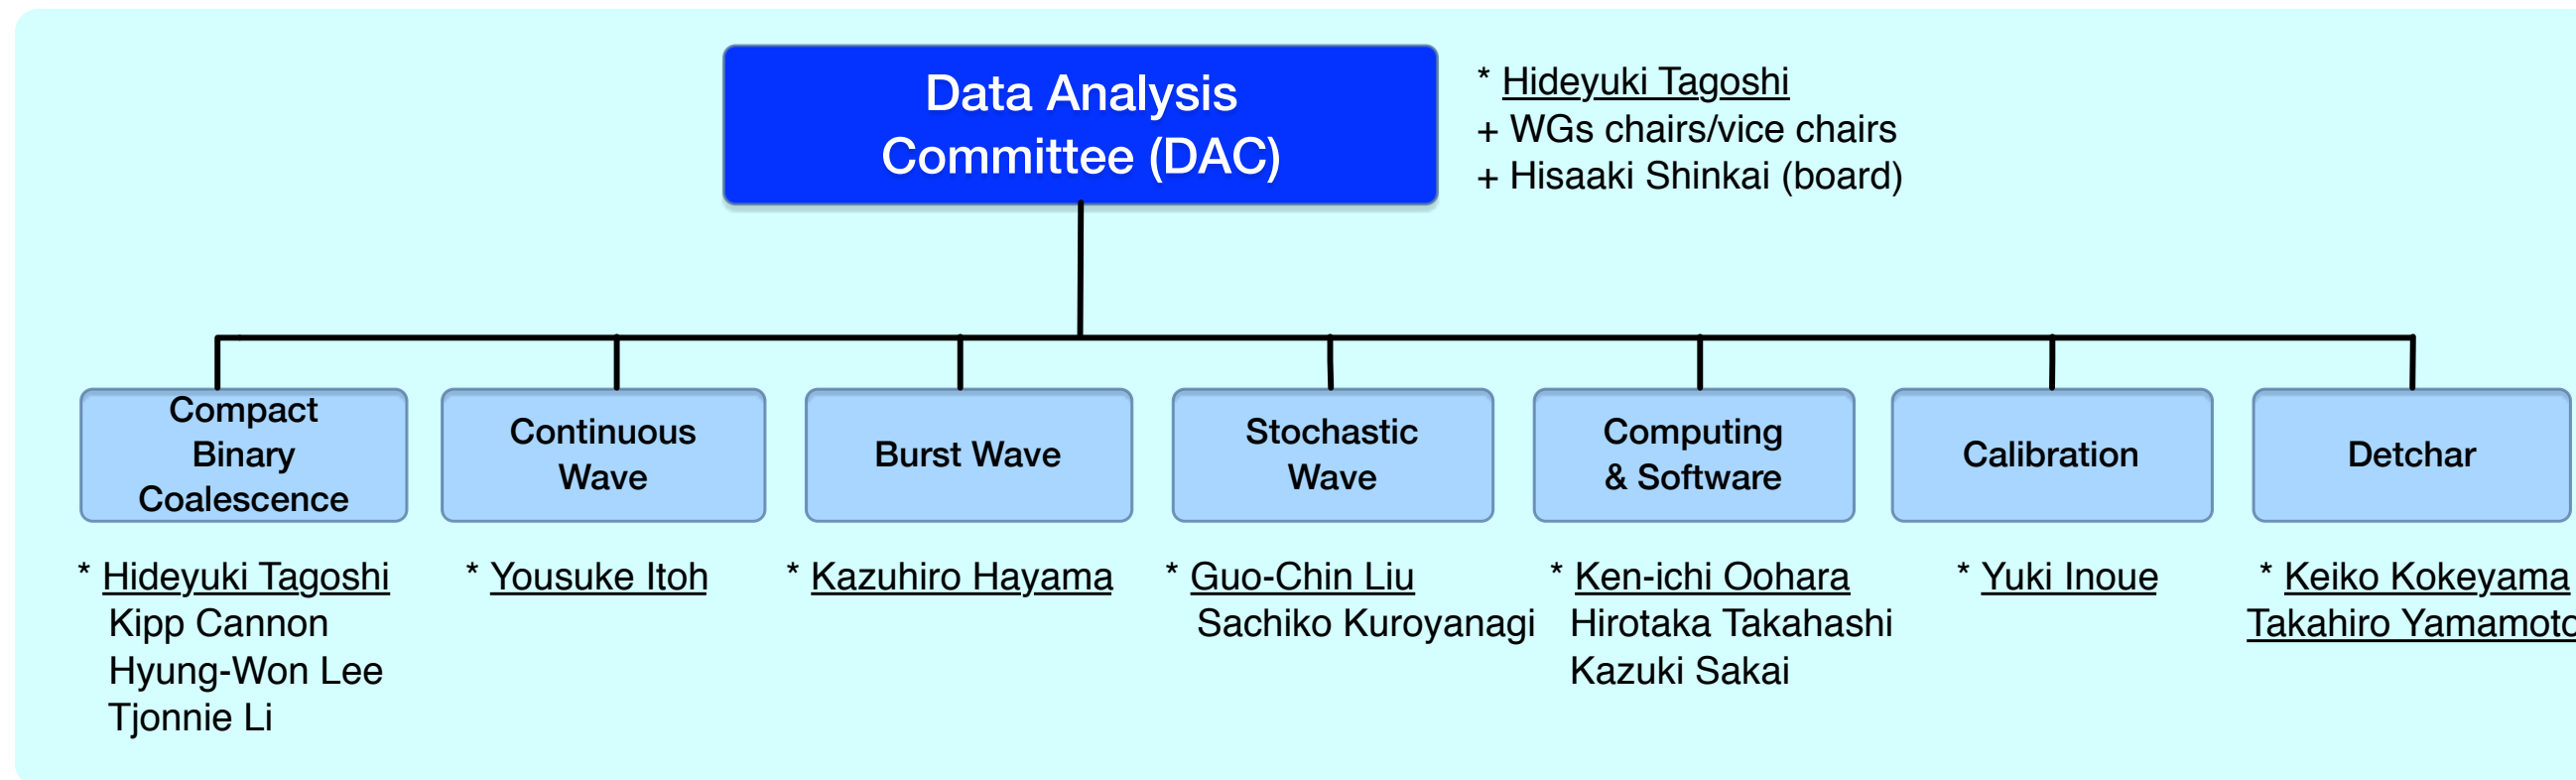 Data Analysis
Committee (DAC)
* Hideyuki Tagoshi
+ WGs chairs/vice chairs
+ Hisaaki Shinkai (board)
Compact
Binary
Coalescence
Continuous
Wave
Burst Wave
Stochastic
Wave
Computing
& Software
Calibration
Detchar
* Hideyuki Tagoshi
Kipp Cannon
Hyung-Won Lee
Tjonnie Li
* Yousuke Itoh
* Kazuhiro Hayama
* Guo-Chin Liu
Sachiko Kuroyanagi
* Ken-ichi Oohara
Hirotaka Takahashi
Kazuki Sakai
* Yuki Inoue
* Keiko Kokeyama
Takahiro Yamamoto